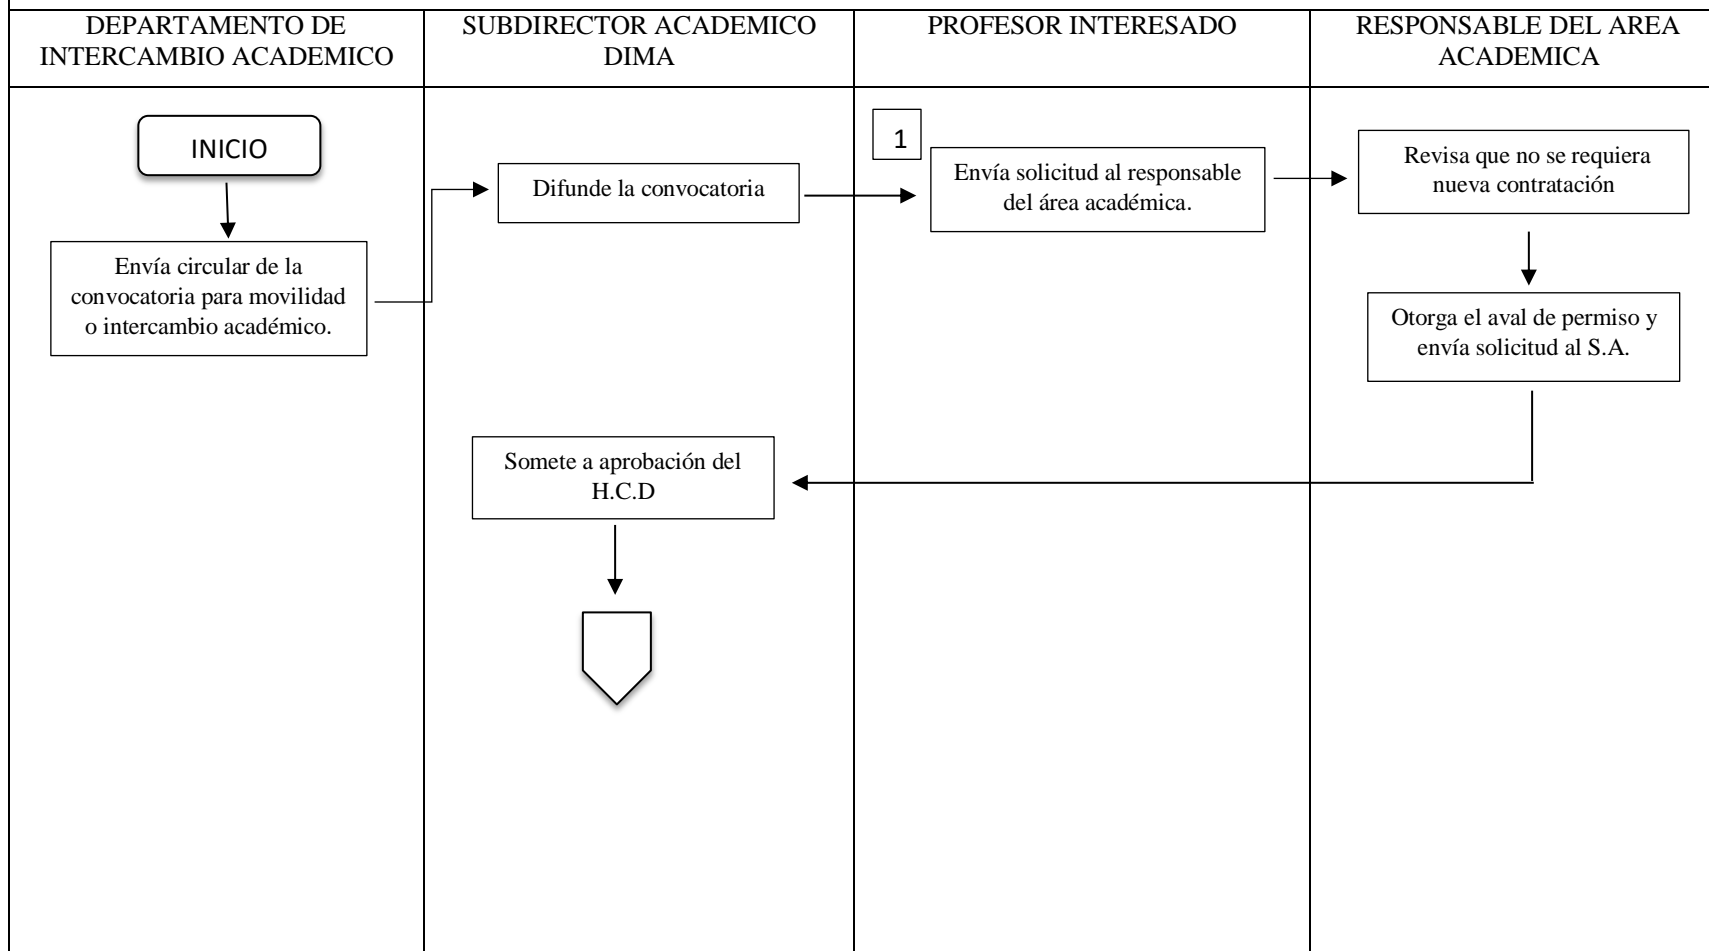 DEPARTAMENTO DE
INTERCAMBIO ACADEMICO
SUBDIRECTOR ACADEMICO
DIMA
PROFESOR INTERESADO
RESPONSABLE DEL AREA
ACADEMICA
INICIO
Envía circular de la
convocatoria para movilidad
o intercambio académico.
Difunde la convocatoria
1
Envía solicitud al responsable
del área académica.
Revisa que no se requiera
nueva contratación
Otorga el aval de permiso y
envía solicitud al S.A.
Somete a aprobación del
H.C.D